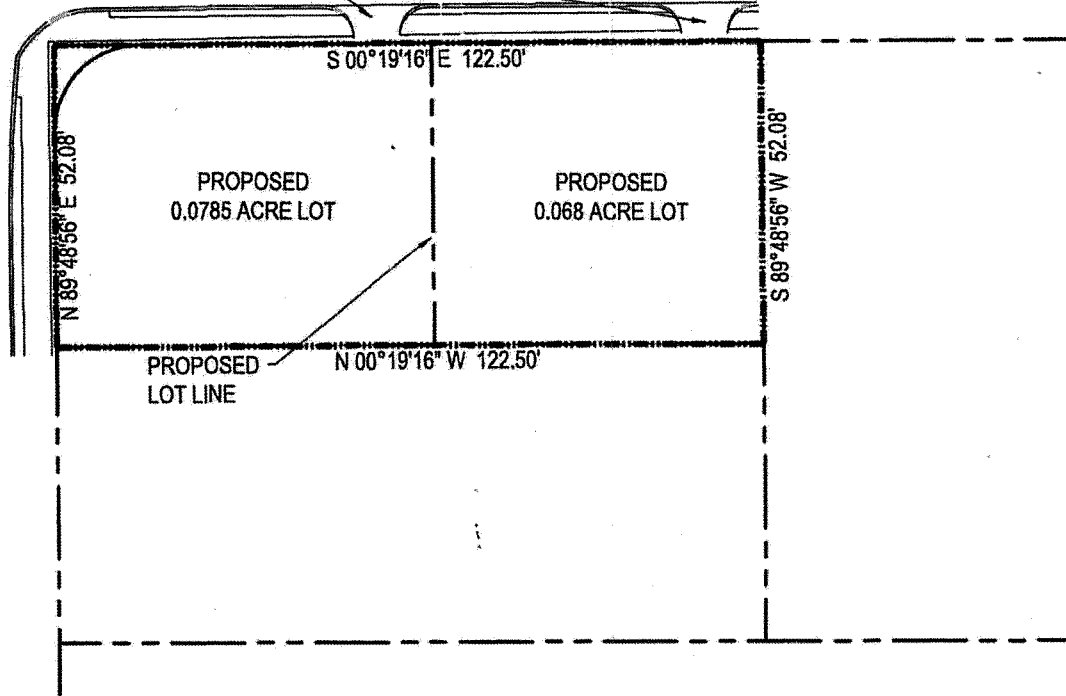 S 00°19'16" E 122.50'
N 89°48'56" E 52.08'
PROPOSED
0.0785 ACRE LOT
PROPOSED
0.068 ACRE LOT
S 89°48'56" W 52.08'
PROPOSED
LOT LINE
N 00°19'16" W 122.50'